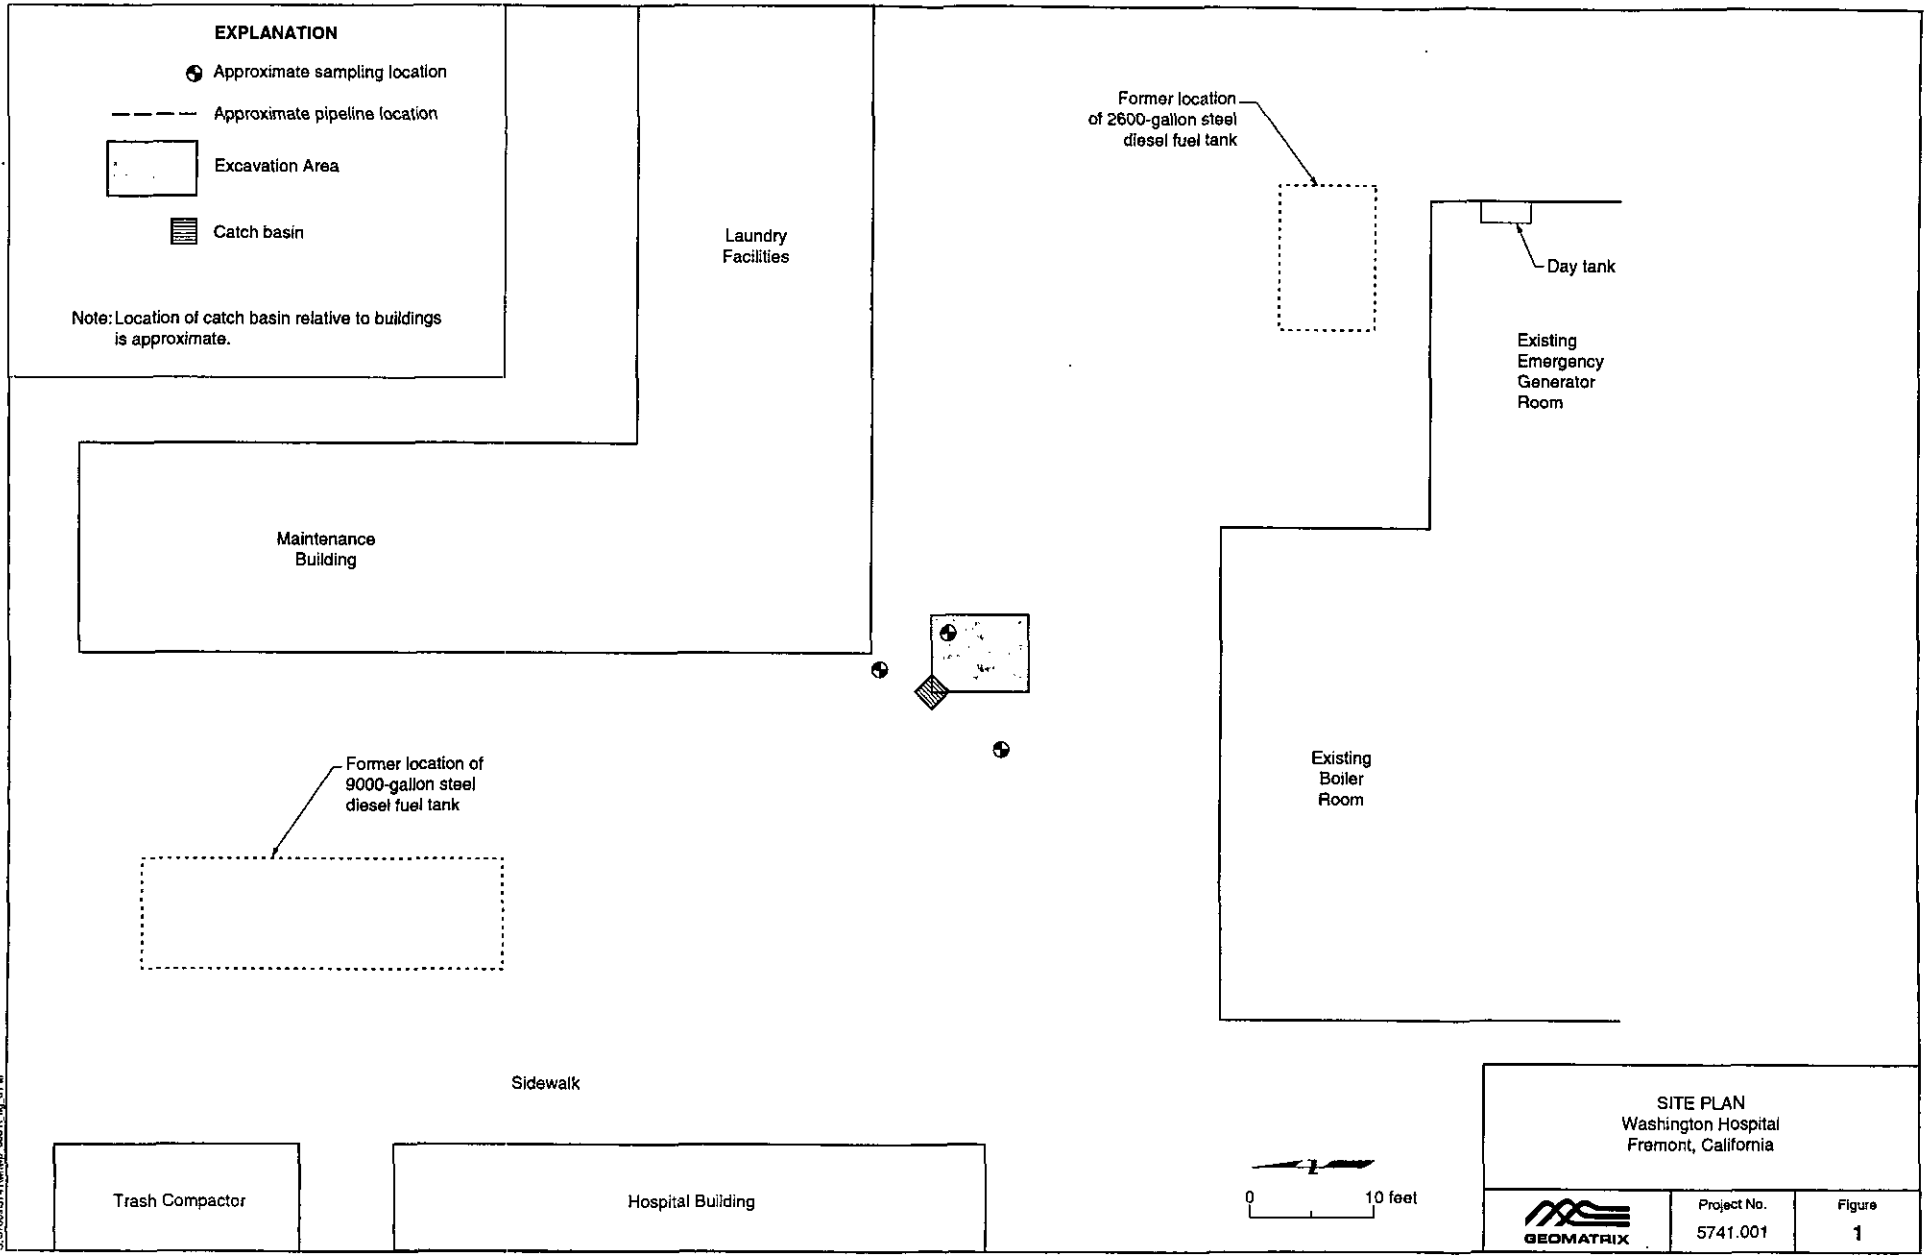 EXPLANATION
Approximate sampling location
Approximate pipeline location
Excavation Area
Catch basin
Note: Location of catch basin relative to buildings
is approximate.
Laundry
Facilities
Former location
of 2600-gallon steel
diesel fuel tank
Day tank
Existing
Emergency
Generator
Room
Maintenance
Building
Former location of
9000-gallon steel
diesel fuel tank
Existing
Boiler
Room
Sidewalk
Trash Compactor
Hospital Building
Z
0 10 feet
SITE PLAN
Washington Hospital
Fremont, California
GEOMATRIX
Project No.
5741.001
Figure
1